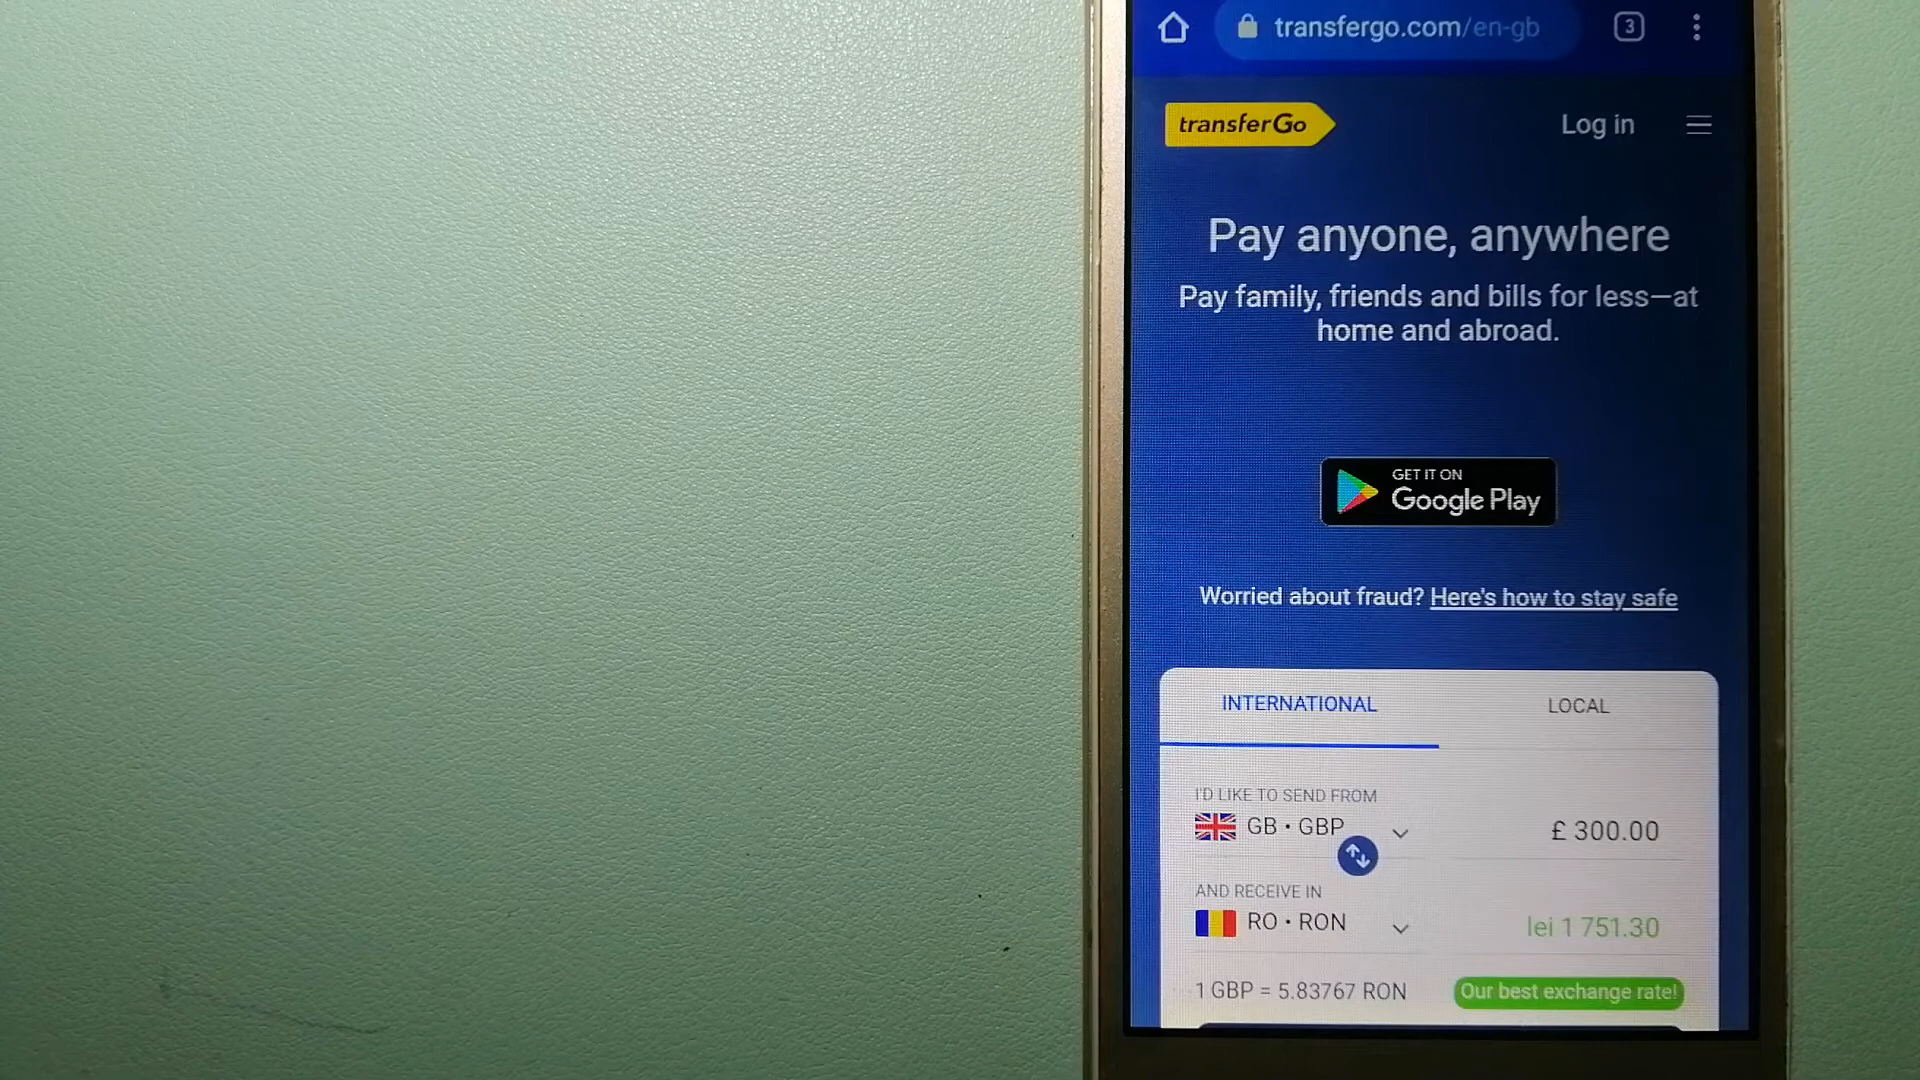 transfergo.com/en-gb 3
transferGo Log in
Pay anyone, anywhere
Pay family, friends and bills for less—at
home and abroad.
GET IT ON
Google Play
Worried about fraud? Here's how to stay safe
INTERNATIONAL LOCAL
I'D LIKE TO SEND FROM
GB • GBP £ 300.00
AND RECEIVE IN
RO • RON lei 1 751.30
1 GBP = 5.83767 RON Our best exchange rate!